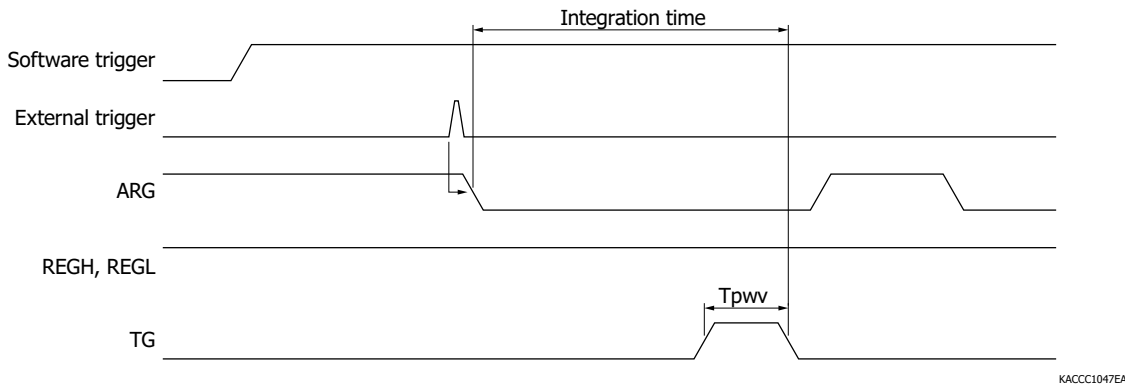 Integration time
Software trigger
External trigger
ARG
REGH, REGL
Tpwv
TG
KACCC1047EA